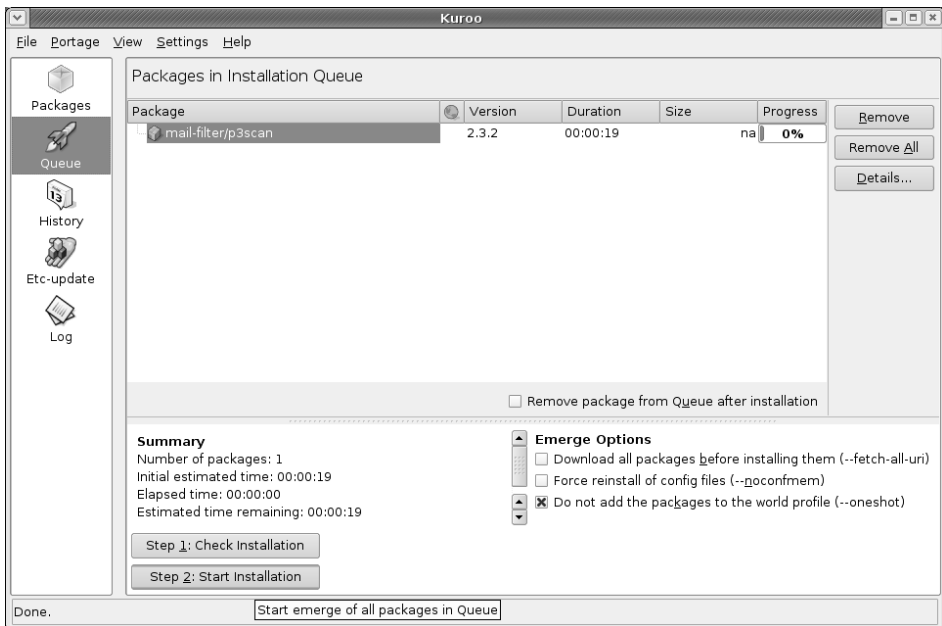 Kuroo
File Portage View Settings Help
Packages
Queue
13
History
Etc-update
Log
Packages in Installation Queue
Package Version Duration Size Progress
mail-filter/p3scan 2.3.2 00:00:19 na 0%
Remove
Remove All
Details...
Remove package from Queue after installation
Summary
Number of packages: 1
Initial estimated time: 00:00:19
Elapsed time: 00:00:00
Estimated time remaining: 00:00:19
Emerge Options
Download all packages before installing them (--fetch-all-uri)
Force reinstall of config files (--noconfmem)
Do not add the packages to the world profile (--oneshot)
Step 1: Check Installation
Step 2: Start Installation
Done.
Start emerge of all packages in Queue